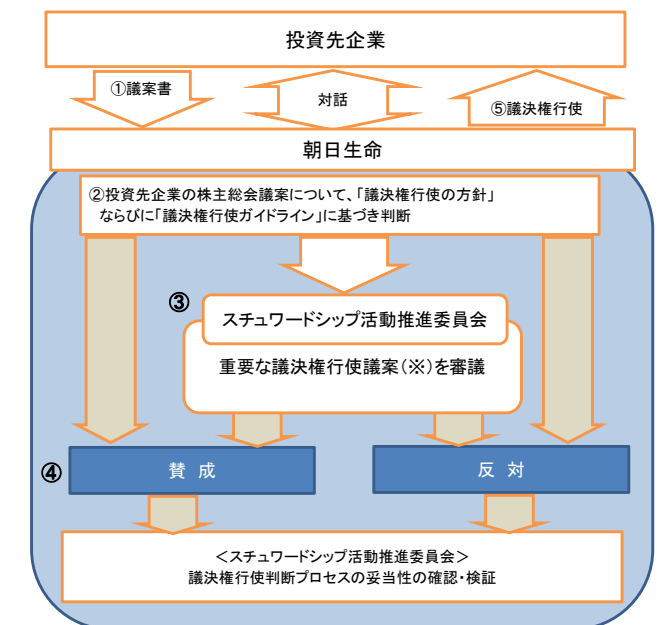 投資先企業
①議案書
対話
⑤議決権行使
朝日生命
②投資先企業の株主総会議案について、「議決権行使の方針」
ならびに「議決権行使ガイドライン」に基づき判断
③
スチュワードシップ活動推進委員会
重要な議決権行使議案(※)を審議
④
賛 成
反 対
＜スチュワードシップ活動推進委員会＞
議決権行使判断プロセスの妥当性の確認・検証